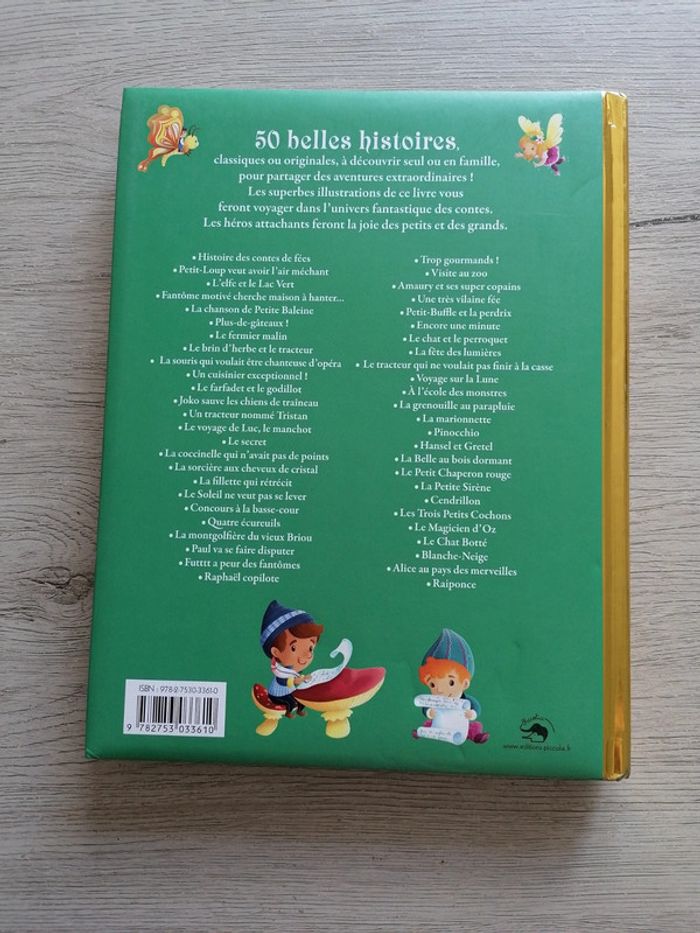 50 belles histoires,
classiques ou originales, à découvrir seul ou en famille,
pour partager des aventures extraordinaires !
Les superbes illustrations de ce livre vous
feront voyager dans l'univers fantastique des contes.
Les héros attachants feront la joie des petits et des grands.
• Histoire des contes de fées
• Petit-Loup veut avoir l'air méchant
• L'elfe et le Lac Vert
• Fantôme motivé cherche maison à hanter...
• La chanson de Petite Baleine
• Plus-de-gâteaux !
• Le fermier malin
• Le brin d'herbe et le tracteur
• La souris qui voulait être chanteuse d'opéra
• Un cuisinier exceptionnel !
• Le farfadet et le godillot
• Joko sauve les chiens de traîneau
• Un tracteur nommé Tristan
• Le voyage de Luc, le manchot
• Le secret
• La coccinelle qui n'avait pas de points
• La sorcière aux cheveux de cristal
• La fillette qui rétrécit
• Le Soleil ne veut pas se lever
• Concours à la basse-cour
• Quatre écureuils
• La montgolfière du vieux Briou
• Paul va se faire disputer
• Futttt a peur des fantômes
• Raphaël copilote
• Trop gourmands !
• Visite au zoo
• Amaury et ses super copains
• Une très vilaine fée
• Petit-Buffle et la perdrix
• Encore une minute
• Le chat et le perroquet
• La fête des lumières
• Le tracteur qui ne voulait pas finir à la casse
• Voyage sur la Lune
• À l'école des monstres
• La grenouille au parapluie
• La marionnette
• Pinocchio
• Hansel et Gretel
• La Belle au bois dormant
• Le Petit Chaperon rouge
• La Petite Sirène
• Cendrillon
• Les Trois Petits Cochons
• Le Magicien d'Oz
• Le Chat Botté
• Blanche-Neige
• Alice au pays des merveilles
• Raiponce
ISBN : 978-2-7530-3361-0
9 782753 033610
Piccolia
www.editions-piccolia.fr